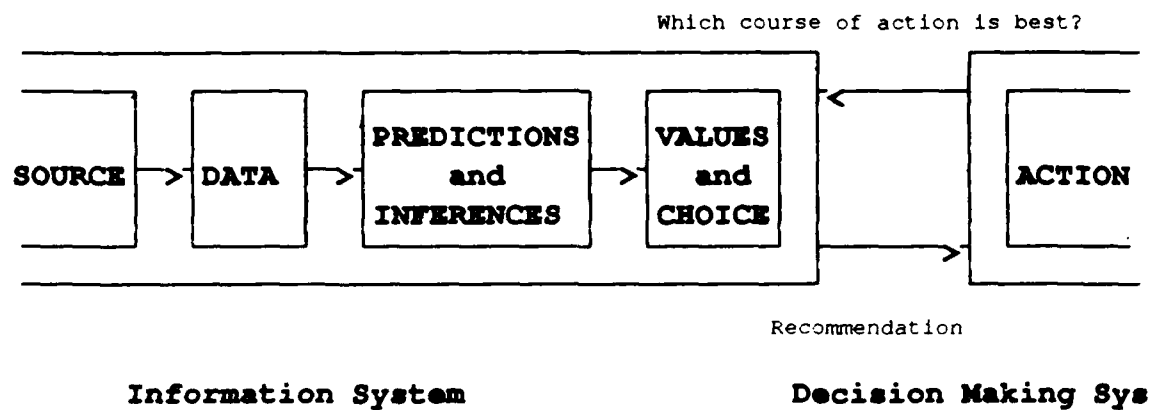 Which course of action is best?
SOURCE
DATA
PREDICTIONS
and
INFERENCES
VALUES
and
CHOICE
ACTION
Recommendation
Information System
Decision Making Sys